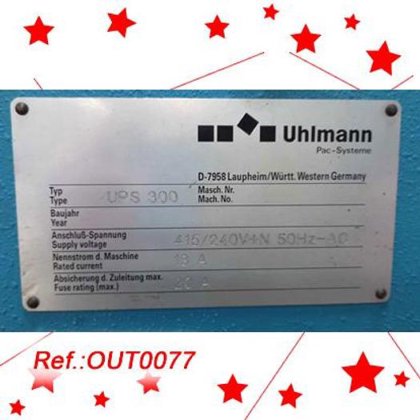 Uhlmann
Pac-Systeme
D-7958 Laupheim/Württ. Western Germany
Typ Masch. Nr.
Type UPS 300 Mach. No.
Baujahr
Year
Anschluß-Spannung
Supply voltage 415/240V+N 50Hz-AC
Nennstrom d. Maschine
Rated current A
Absicherung d. Zuleitung max.
Fuse rating (max.) A
Ref.:OUT0077